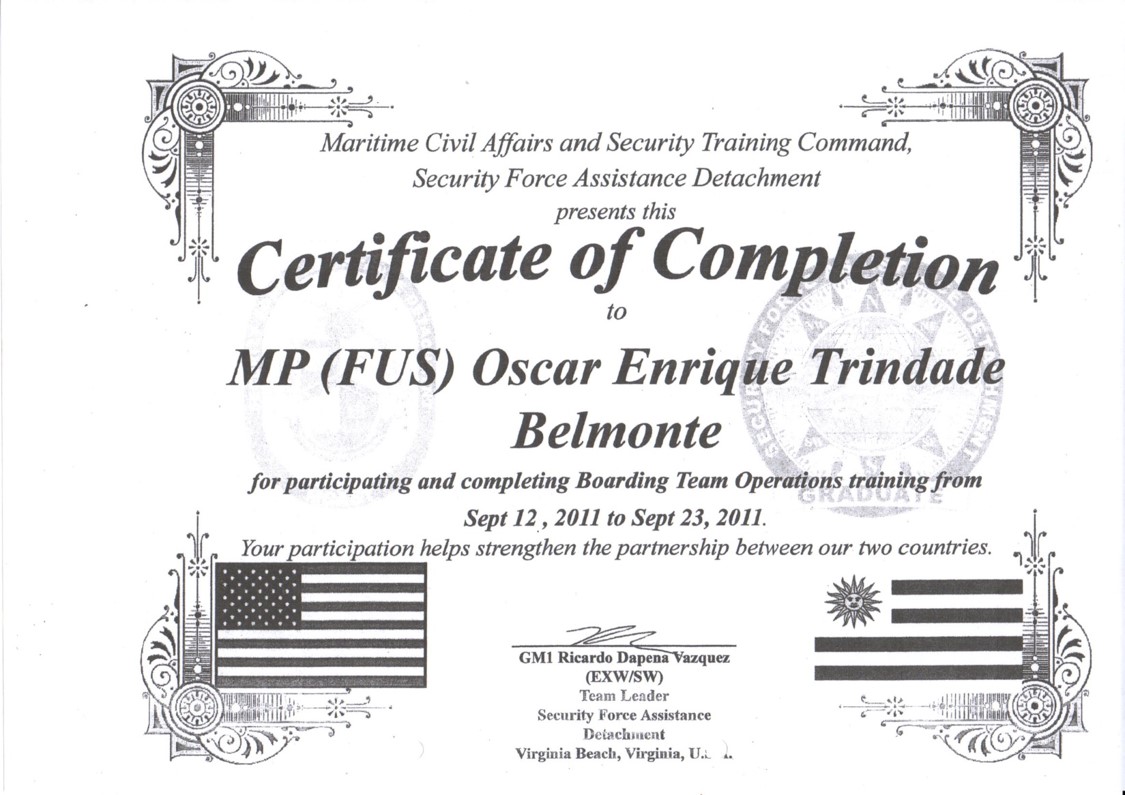 Maritime Civil Affairs and Security Training Command,
Security Force Assistance Detachment
presents this
Certificate of Completion
to
MP (FUS) Oscar Enrique Trindade
Belmonte
for participating and completing Boarding Team Operations training from
Sept 12 , 2011 to Sept 23, 2011.
Your participation helps strengthen the partnership between our two countries.
GM1 Ricardo Dapena Vazquez
(EXW/SW)
Team Leader
Security Force Assistance
Detachment
Virginia Beach, Virginia,
GRADUATE